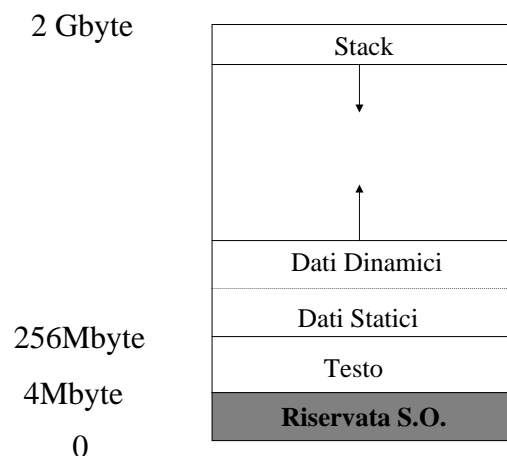 2 Gbyte
Stack
Dati Dinamici
Dati Statici
256Mbyte
Testo
4Mbyte
Riservata S.O.
0